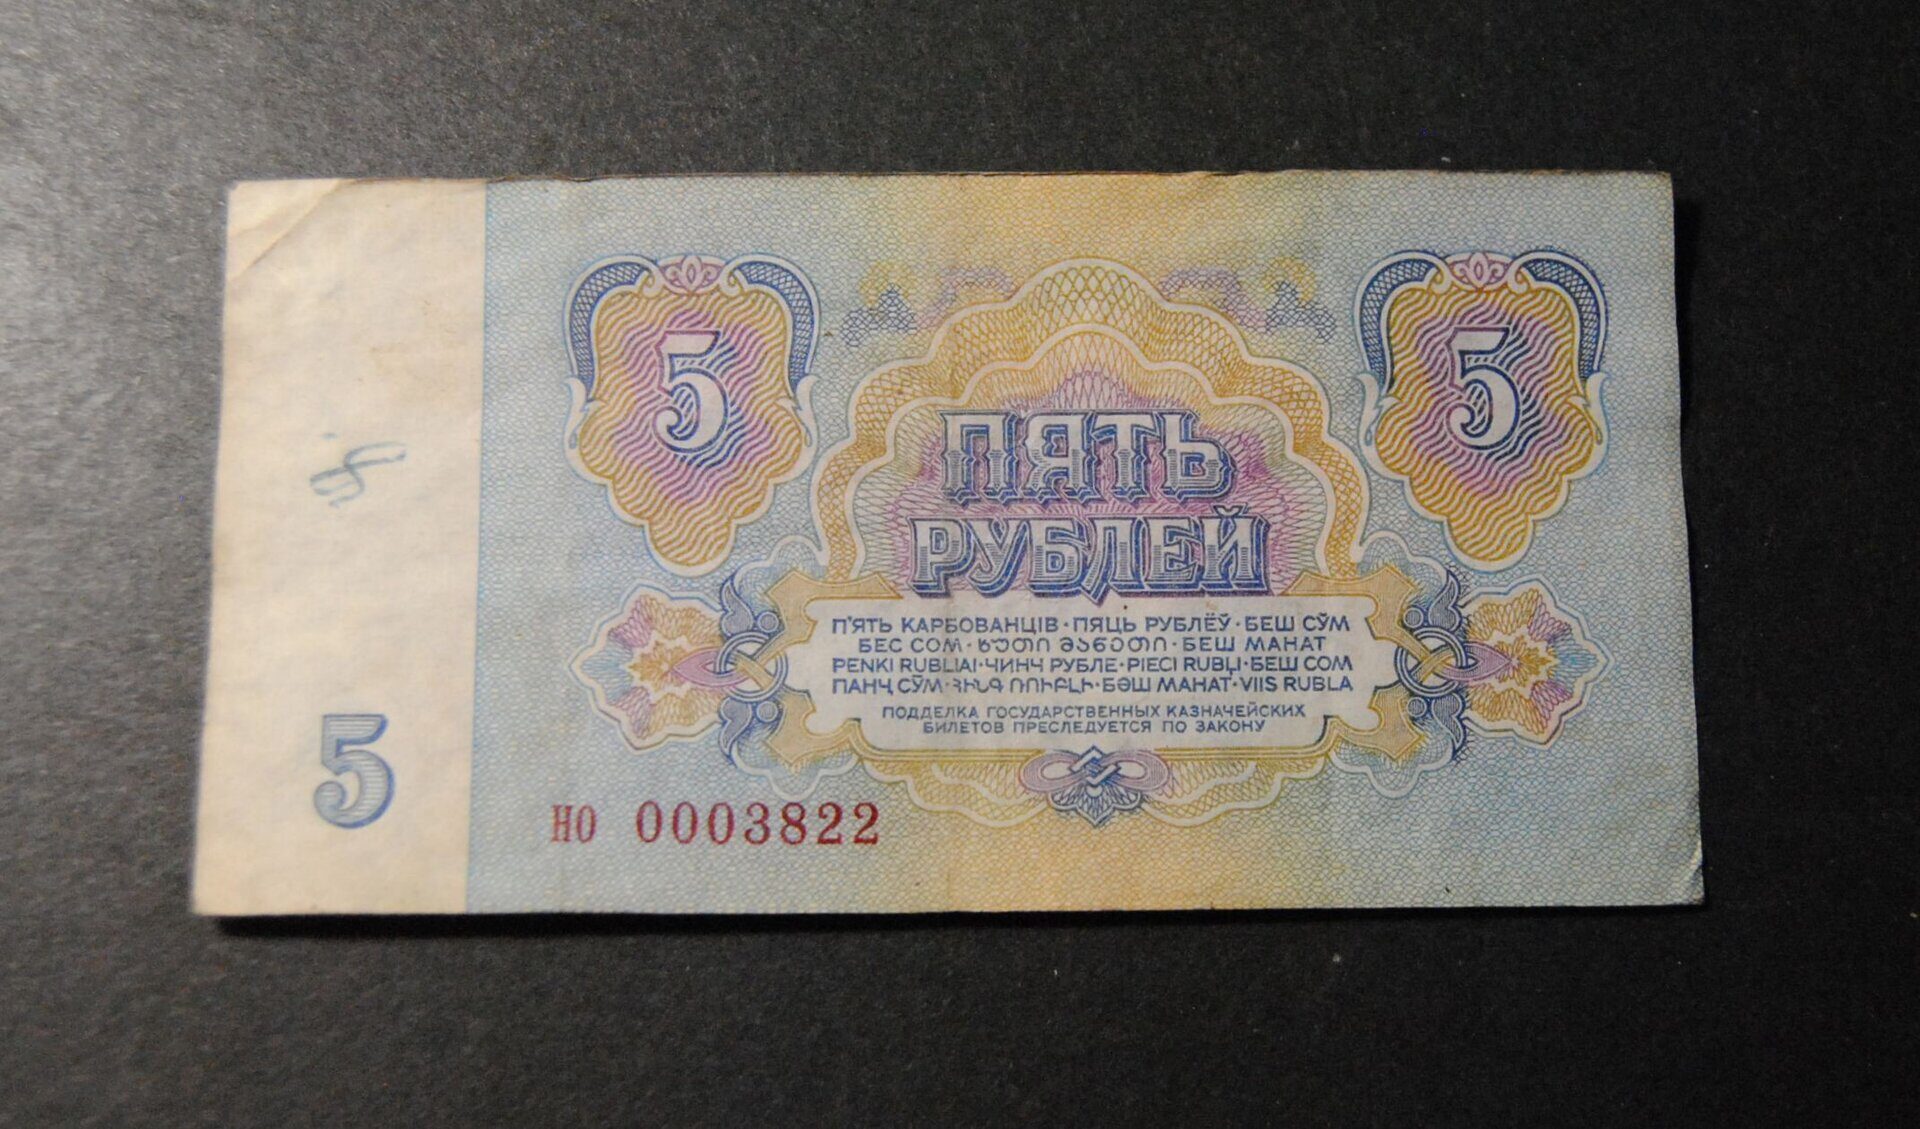 5
5
ПЯТЬ
РУБЛЕЙ
П'ЯТЬ КАРБОВАНЦІВ · ПЯЦЬ РУБЛЁЎ · БЕШ СЎМ
БЕС СОМ · ხუთი მანეთი · БЕШ МАНАТ
PENKI RUBLIAI · ЧИНЧ РУБЛЕ · PIECI RUBĻI · БЕШ СОМ
ПАНҶ СӮМ · ՀԻՆԳ ՌՈՒԲԼԻ · БӘШ МАНАТ · VIIS RUBLA
ПОДДЕЛКА ГОСУДАРСТВЕННЫХ КАЗНАЧЕЙСКИХ
БИЛЕТОВ ПРЕСЛЕДУЕТСЯ ПО ЗАКОНУ
5
но 0003822